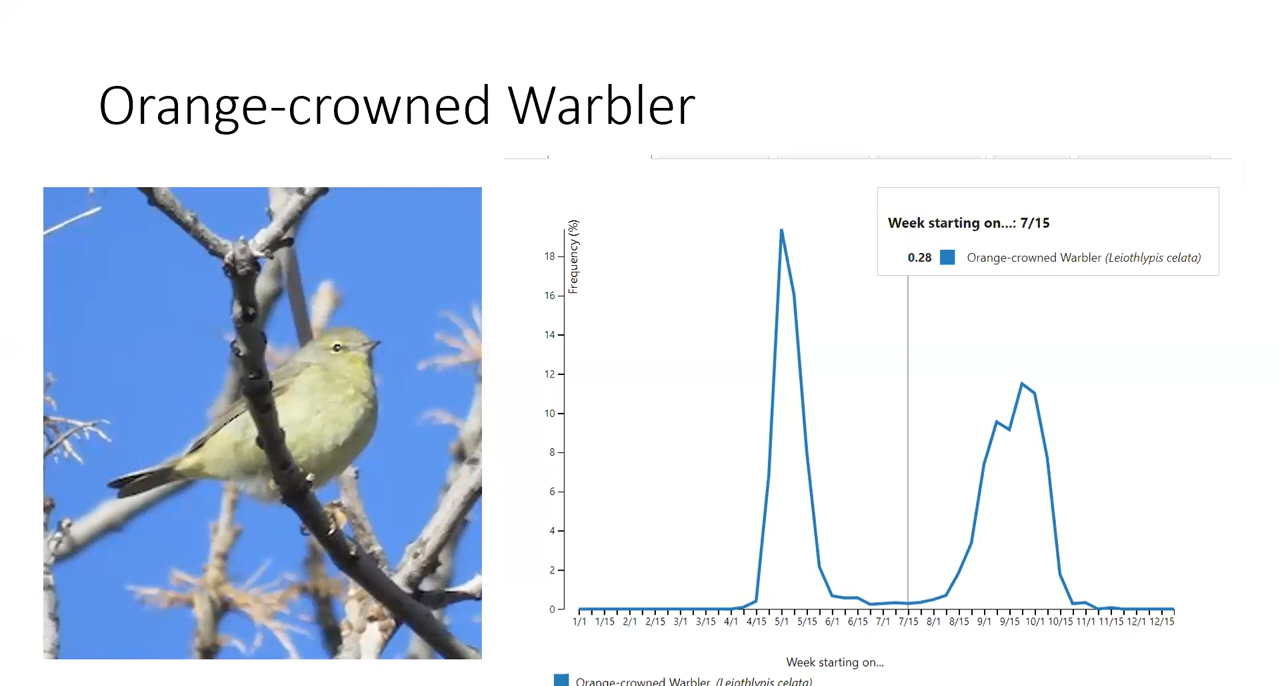 Orange-crowned Warbler
Week starting on...: 7/15
0.28 Orange-crowned Warbler (Leiothlypis celata)
Frequency (%)
18
16
14
12
10
8
6
4
2
0
1/1 1/15 2/1 2/15 3/1 3/15 4/1 4/15 5/1 5/15 6/1 6/15 7/1 7/15 8/1 8/15 9/1 9/15 10/1 10/15 11/1 11/15 12/1 12/15
Week starting on...
Orange-crowned Warbler (Leiothlypis celata)